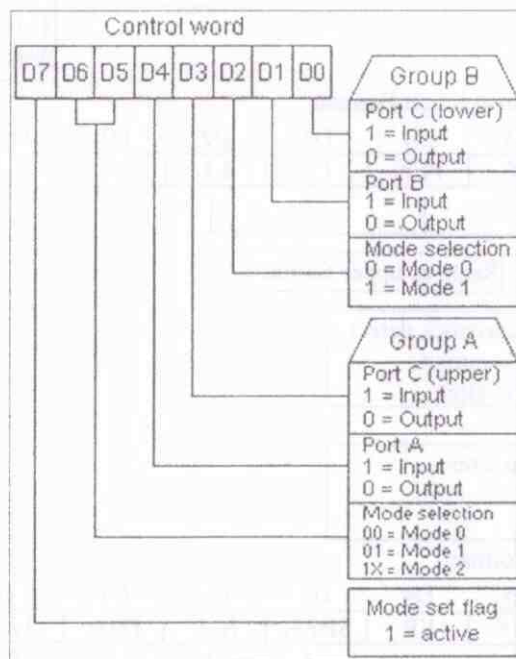 Control word
D7 D6 D5 D4 D3 D2 D1 D0
Group B
Port C (lower)
1 = Input
0 = Output
Port B
1 = Input
0 = Output
Mode selection
0 = Mode 0
1 = Mode 1
Group A
Port C (upper)
1 = Input
0 = Output
Port A
1 = Input
0 = Output
Mode selection
00 = Mode 0
01 = Mode 1
1X = Mode 2
Mode set flag
1 = active